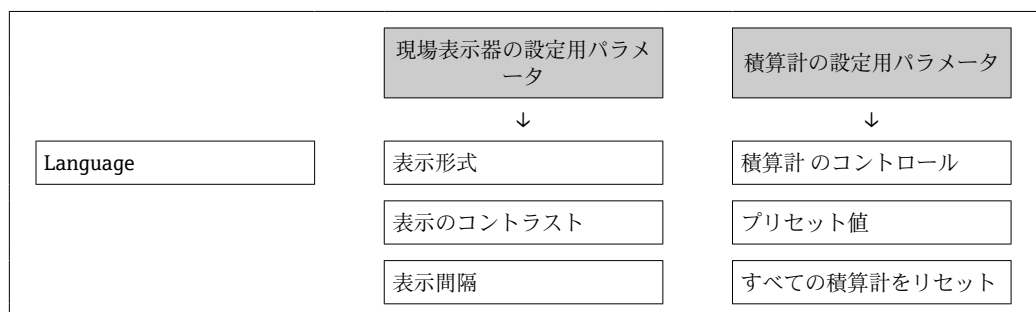 現場表示器の設定用パラメ
ータ
積算計の設定用パラメータ
↓
↓
Language
表示形式
積算計 のコントロール
表示のコントラスト
プリセット値
表示間隔
すべての積算計をリセット